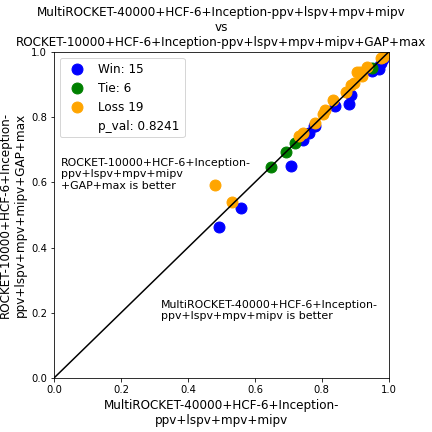 MultiROCKET-40000+HCF-6+Inception-ppv+lspv+mpv+mipv
vs
ROCKET-10000+HCF-6+Inception-ppv+lspv+mpv+mipv+GAP+max
1.0
0.8
0.6
0.4
0.2
0.0
ROCKET-10000+HCF-6+Inception-
ppv+lspv+mpv+mipv+GAP+max
Win: 15
Tie: 6
Loss 19
p_val: 0.8241
ROCKET-10000+HCF-6+Inception-
ppv+lspv+mpv+mipv
+GAP+max is better
MultiROCKET-40000+HCF-6+Inception-
ppv+lspv+mpv+mipv is better
0.0 0.2 0.4 0.6 0.8 1.0
MultiROCKET-40000+HCF-6+Inception-
ppv+lspv+mpv+mipv